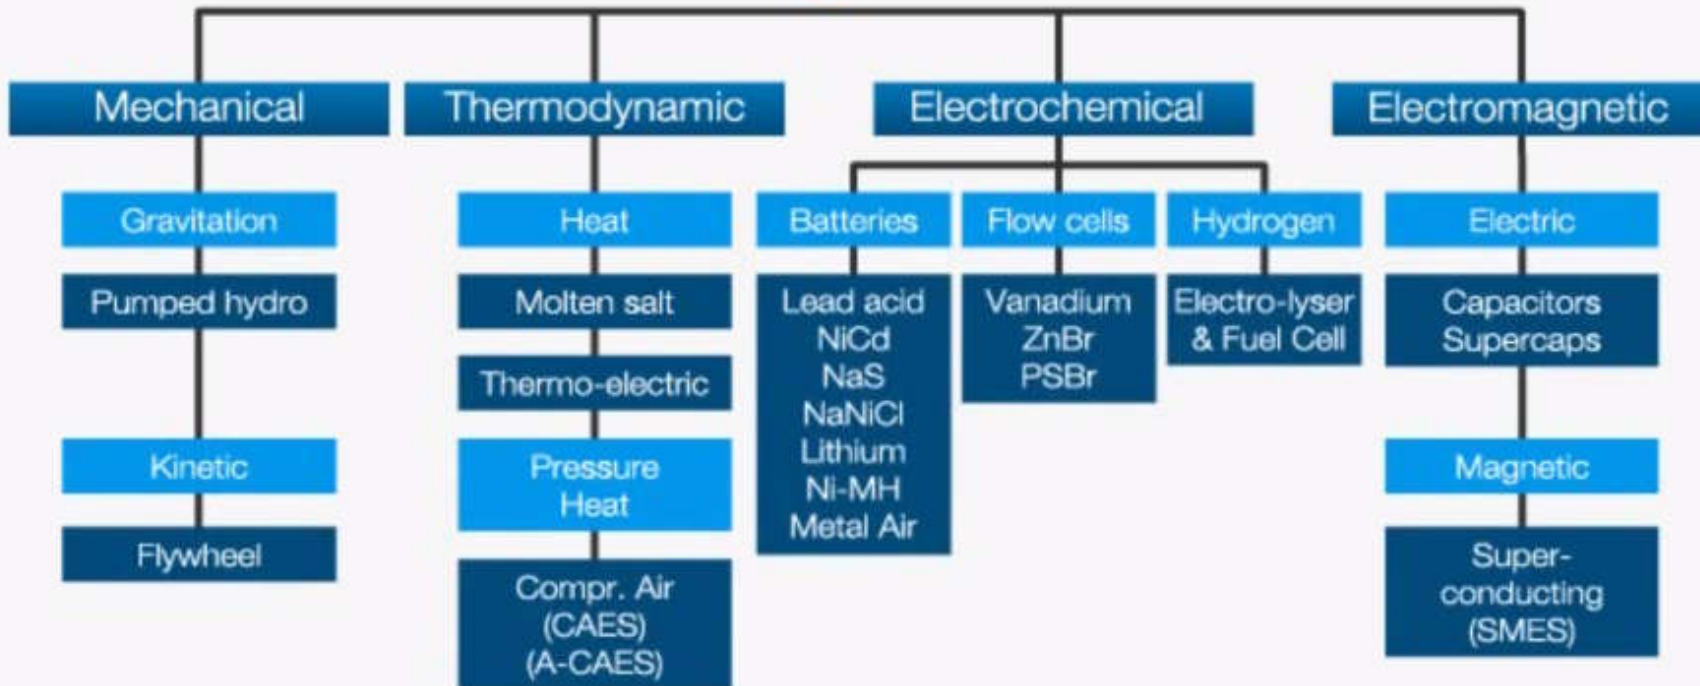 Mechanical
Thermodynamic
Electrochemical
Electromagnetic
Gravitation
Pumped hydro
Kinetic
Flywheel
Heat
Molten salt
Thermo-electric
Pressure
Heat
Compr. Air
(CAES)
(A-CAES)
Batteries
Lead acid
NiCd
NaS
NaNiCl
Lithium
Ni-MH
Metal Air
Flow cells
Vanadium
ZnBr
PSBr
Hydrogen
Electro-lyser
& Fuel Cell
Electric
Capacitors
Supercaps
Magnetic
Super-
conducting
(SMES)